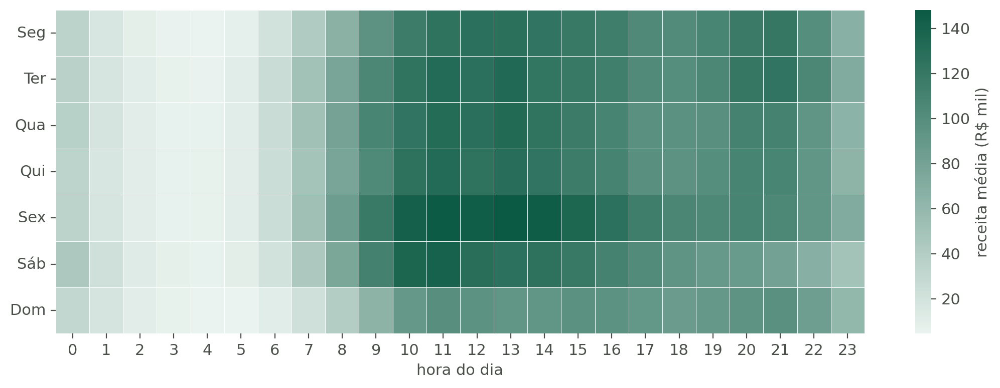 Seg
Ter
Qua
Qui
Sex
Sáb
Dom
0 1 2 3 4 5 6 7 8 9 10 11 12 13 14 15 16 17 18 19 20 21 22 23
hora do dia
140
120
100
80
60
40
20
receita média (R$ mil)